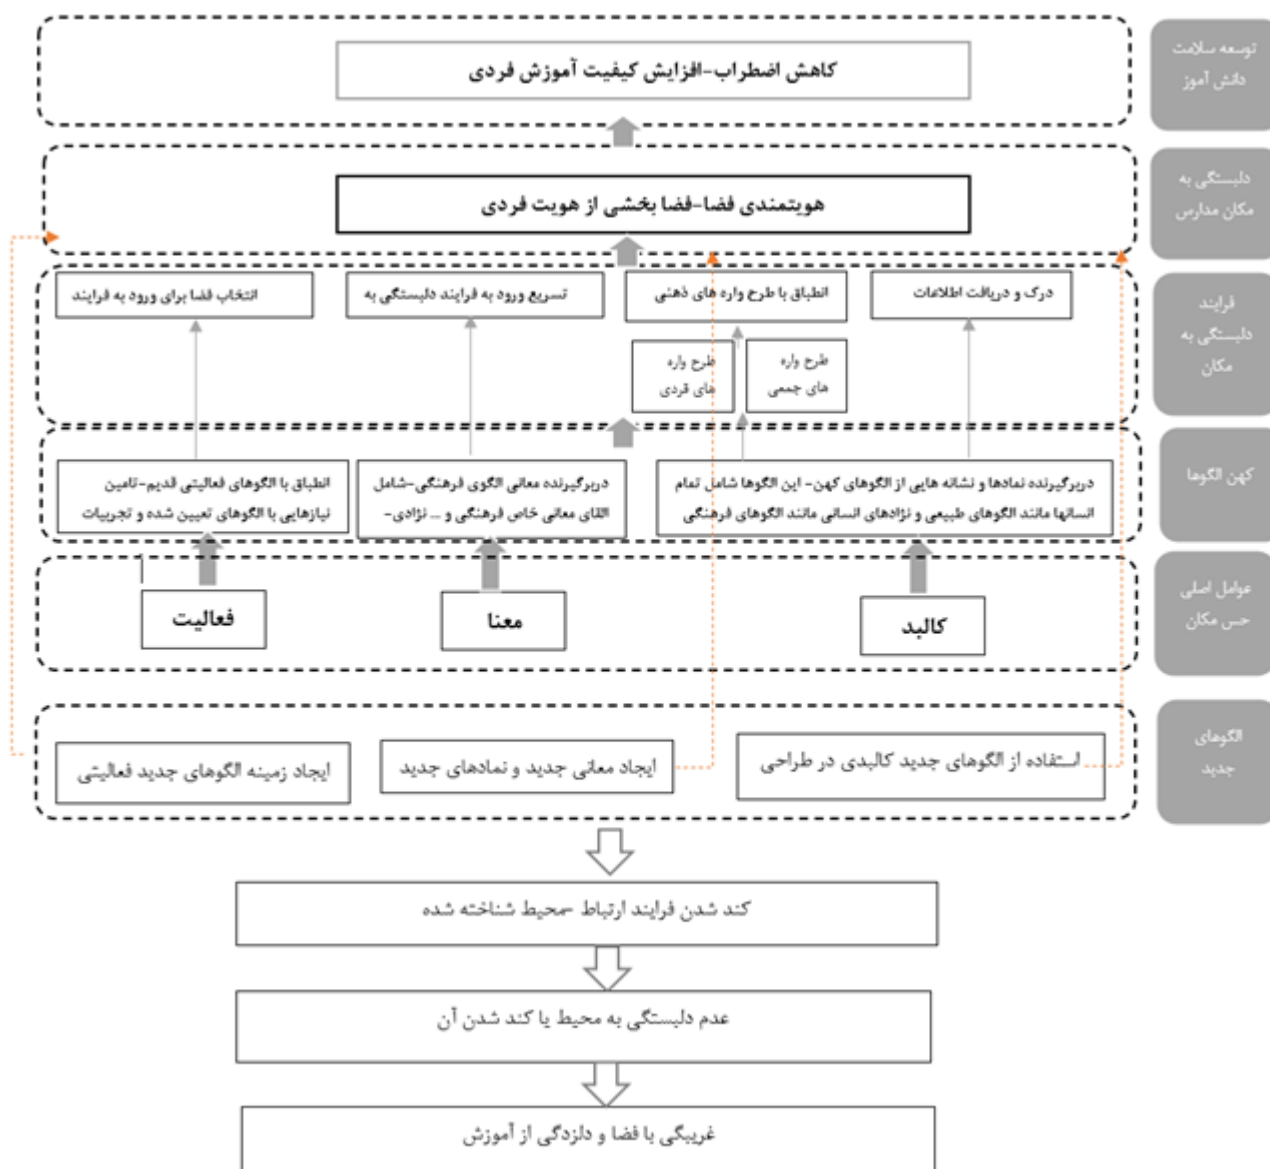 توسعه سلامت
دانش آموز
کاهش اضطراب-افزایش کیفیت آموزش فردی
دلبستگی به
مکان مدارس
هویتمندی فضا-فضا بخشی از هویت فردی
فرایند
دلبستگی به
مکان
درک و دریافت اطلاعات
انطباق با طرح واره های ذهنی
تسریع ورود به فرایند دلبستگی به
انتخاب فضا برای ورود به فرایند
طرح واره
های جمعی
طرح واره
های فردی
کهن الگوها
دربرگیرنده نمادها و نشانه هایی از الگوهای کهن- این الگوها شامل تمام
انسانها مانند الگوهای طبیعی و نژادهای انسانی مانند الگوهای فرهنگی
دربرگیرنده معانی الگوی فرهنگی-شامل
القای معانی خاص فرهنگی و ... نژادی-
انطباق با الگوهای فعالیتی قدیم-تامین
نیازهایی با الگوهای تعیین شده و تجربیات
عوامل اصلی
حس مکان
کالبد
معنا
فعالیت
الگوهای
جدید
استفاده از الگوهای جدید کالبدی در طراحی
ایجاد معانی جدید و نمادهای جدید
ایجاد زمینه الگوهای جدید فعالیتی
کند شدن فرایند ارتباط -محیط شناخته شده
عدم دلبستگی به محیط یا کند شدن آن
غریبگی با فضا و دلزدگی از آموزش